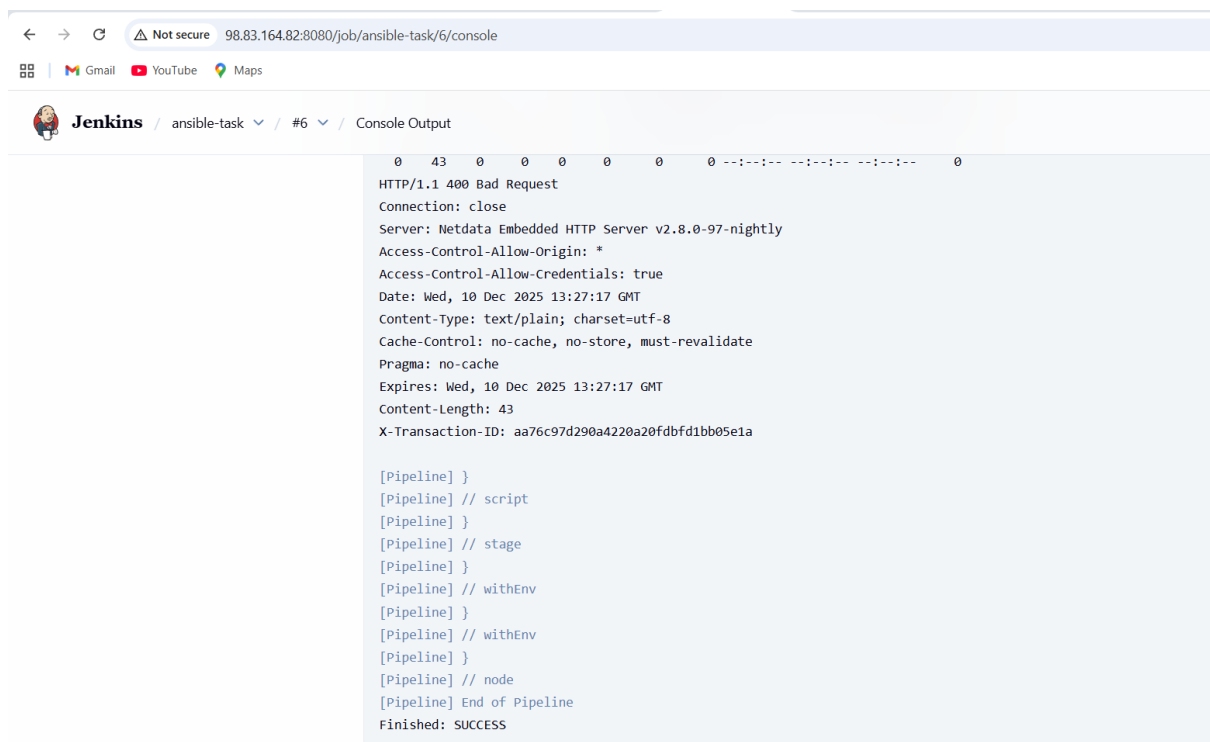 Not secure 98.83.164.82:8080/job/ansible-task/6/console
Gmail YouTube Maps
Jenkins / ansible-task / #6 / Console Output
0 43 0 0 0 0 0 0 --:--:-- --:--:-- --:--:-- 0
HTTP/1.1 400 Bad Request
Connection: close
Server: Netdata Embedded HTTP Server v2.8.0-97-nightly
Access-Control-Allow-Origin: *
Access-Control-Allow-Credentials: true
Date: Wed, 10 Dec 2025 13:27:17 GMT
Content-Type: text/plain; charset=utf-8
Cache-Control: no-cache, no-store, must-revalidate
Pragma: no-cache
Expires: Wed, 10 Dec 2025 13:27:17 GMT
Content-Length: 43
X-Transaction-ID: aa76c97d290a4220a20fdbfd1bb05e1a
[Pipeline] }
[Pipeline] // script
[Pipeline] }
[Pipeline] // stage
[Pipeline] }
[Pipeline] // withEnv
[Pipeline] }
[Pipeline] // withEnv
[Pipeline] }
[Pipeline] // node
[Pipeline] End of Pipeline
Finished: SUCCESS